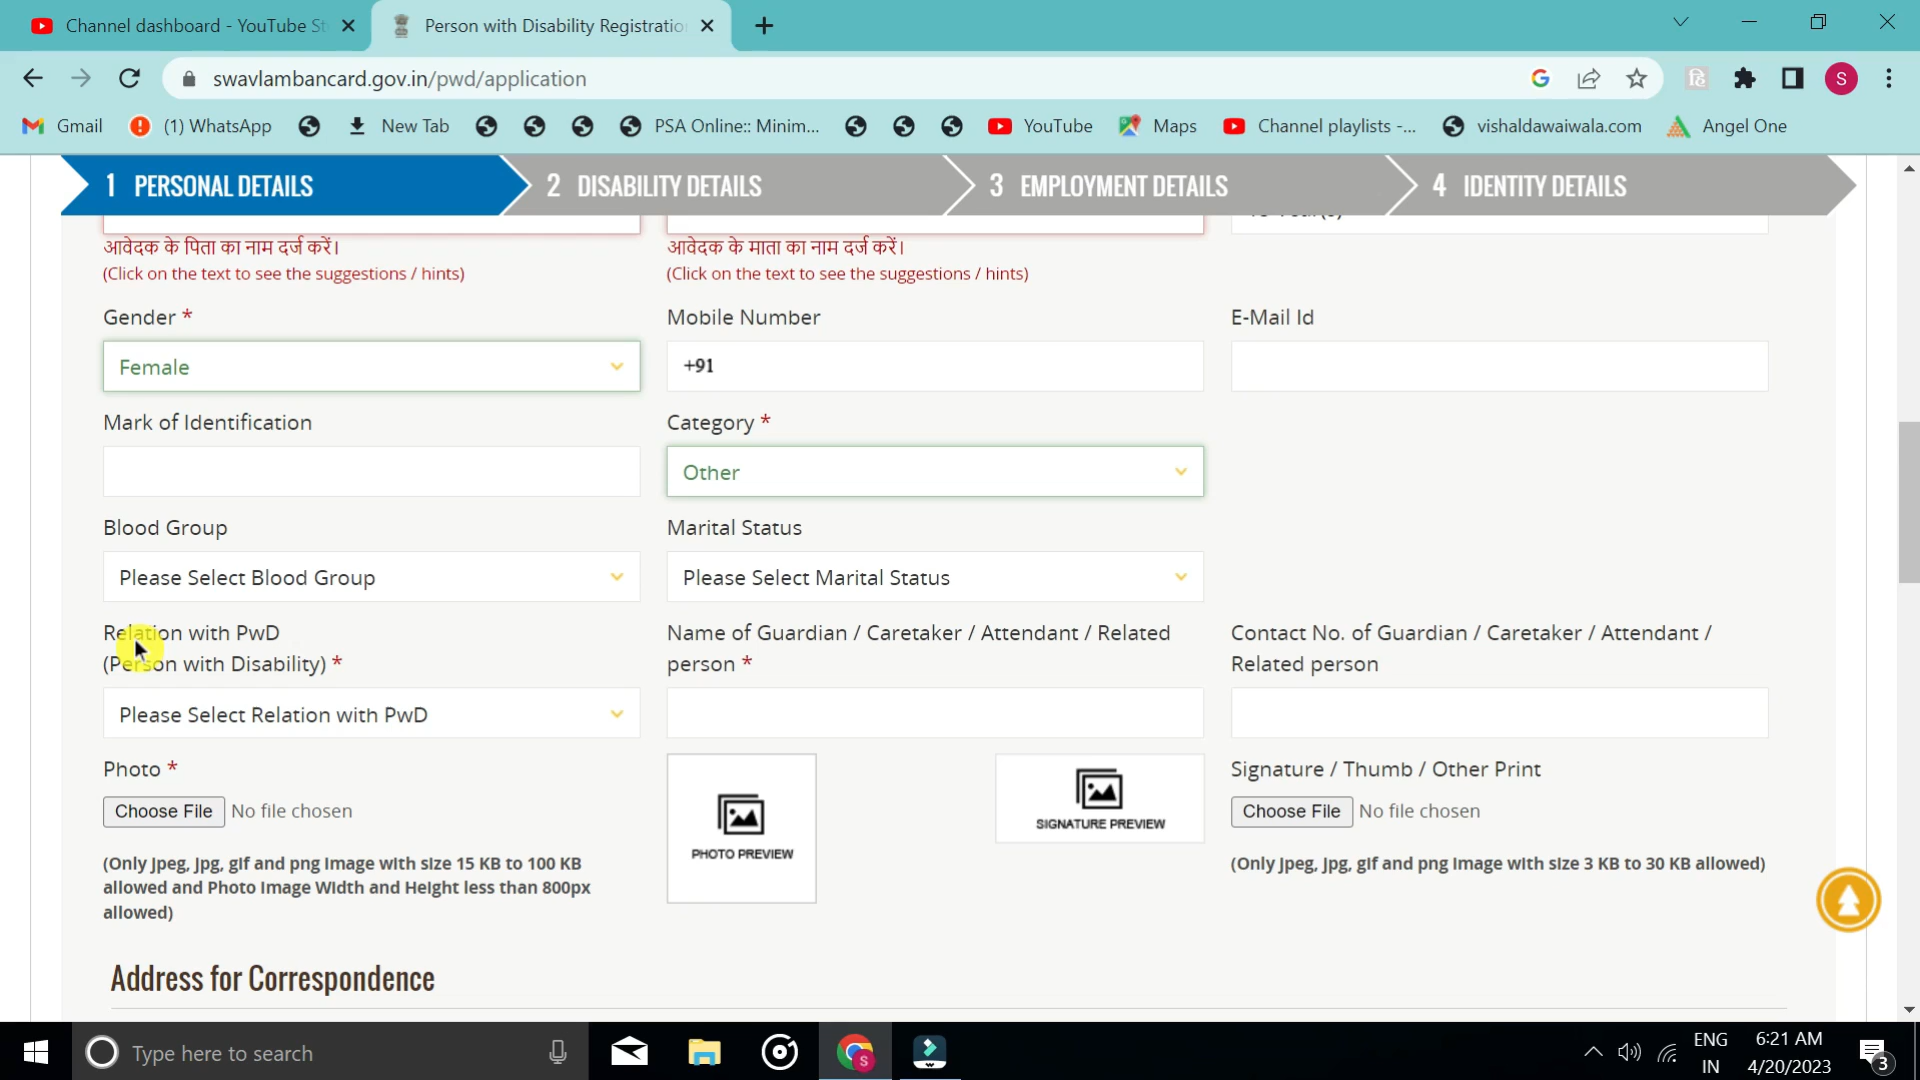 Channel dashboard - YouTube St
Person with Disability Registratio
swavlambancard.gov.in/pwd/application
S
Gmail
(1) WhatsApp
New Tab
PSA Online:: Minim...
YouTube
Maps
Channel playlists -...
vishaldawaiwala.com
Angel One
1 PERSONAL DETAILS
2 DISABILITY DETAILS
3 EMPLOYMENT DETAILS
4 IDENTITY DETAILS
आवेदक के पिता का नाम दर्ज करें।
(Click on the text to see the suggestions / hints)
आवेदक के माता का नाम दर्ज करें।
(Click on the text to see the suggestions / hints)
Gender *
Mobile Number
E-Mail Id
Female
+91
Mark of Identification
Category *
Other
Blood Group
Marital Status
Please Select Blood Group
Please Select Marital Status
Relation with PwD
(Person with Disability) *
Name of Guardian / Caretaker / Attendant / Related
person *
Contact No. of Guardian / Caretaker / Attendant /
Related person
Please Select Relation with PwD
Photo *
Choose File No file chosen
(Only jpeg, jpg, gif and png image with size 15 KB to 100 KB
allowed and Photo Image Width and Height less than 800px
allowed)
PHOTO PREVIEW
SIGNATURE PREVIEW
Signature / Thumb / Other Print
Choose File No file chosen
(Only jpeg, jpg, gif and png image with size 3 KB to 30 KB allowed)
Address for Correspondence
Type here to search
S
ENG
IN
6:21 AM
4/20/2023
3